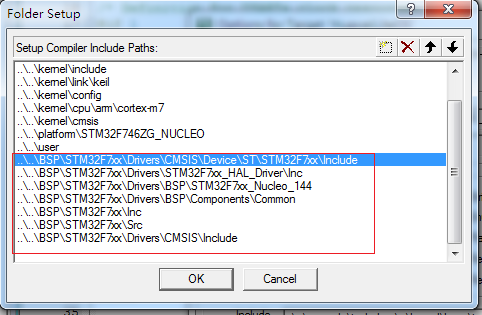 Folder Setup
Setup Compiler Include Paths:
..\..\kernel\include
..\..\kernel\link\keil
..\..\kernel\config
..\..\kernel\cpu\arm\cortex-m7
..\..\kernel\cmsis
..\..\platform\STM32F746ZG_NUCLEO
..\..\user
..\..\BSP\STM32F7xx\Drivers\CMSIS\Device\ST\STM32F7xx\Include
..\..\BSP\STM32F7xx\Drivers\STM32F7xx_HAL_Driver\Inc
..\..\BSP\STM32F7xx\Drivers\BSP\STM32F7xx_Nucleo_144
..\..\BSP\STM32F7xx\Drivers\BSP\Components\Common
..\..\BSP\STM32F7xx\Inc
..\..\BSP\STM32F7xx\Src
..\..\BSP\STM32F7xx\Drivers\CMSIS\Include
OK Cancel